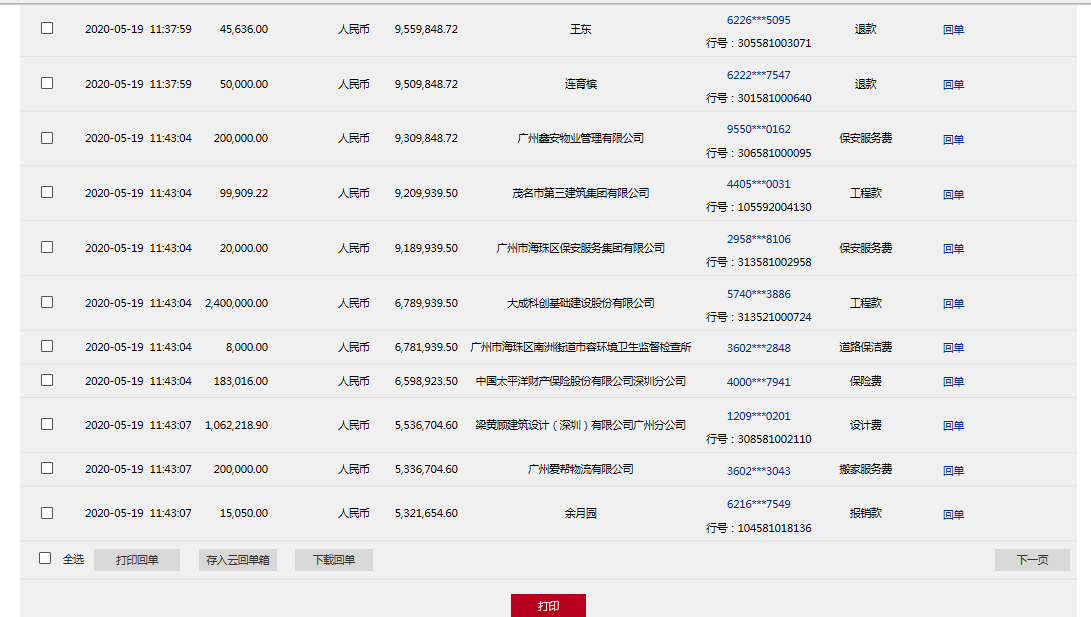 2020-05-19 11:37:59 45,636.00 人民币 9,559,848.72 王东 6226***5095 退款 回单
行号：305581003071
2020-05-19 11:37:59 50,000.00 人民币 9,509,848.72 连育槟 6222***7547 退款 回单
行号：301581000640
2020-05-19 11:43:04 200,000.00 人民币 9,309,848.72 广州鑫安物业管理有限公司 9550***0162 保安服务费 回单
行号：306581000095
2020-05-19 11:43:04 99,909.22 人民币 9,209,939.50 茂名市第三建筑集团有限公司 4405***0031 工程款 回单
行号：105592004130
2020-05-19 11:43:04 20,000.00 人民币 9,189,939.50 广州市海珠区保安服务集团有限公司 2958***8106 保安服务费 回单
行号：313581002958
2020-05-19 11:43:04 2,400,000.00 人民币 6,789,939.50 大成科创基础建设股份有限公司 5740***3886 工程款 回单
行号：313521000724
2020-05-19 11:43:04 8,000.00 人民币 6,781,939.50 广州市海珠区南洲街道市容环境卫生监督检查所 3602***2848 道路保洁费 回单
2020-05-19 11:43:04 183,016.00 人民币 6,598,923.50 中国太平洋财产保险股份有限公司深圳分公司 4000***7941 保险费 回单
2020-05-19 11:43:07 1,062,218.90 人民币 5,536,704.60 梁黄顾建筑设计（深圳）有限公司广州分公司 1209***0201 设计费 回单
行号：308581002110
2020-05-19 11:43:07 200,000.00 人民币 5,336,704.60 广州爱帮物流有限公司 3602***3043 搬家服务费 回单
2020-05-19 11:43:07 15,050.00 人民币 5,321,654.60 余月园 6216***7549 报销款 回单
行号：104581018136
全选 打印回单 存入云回单箱 下载回单 下一页
打印